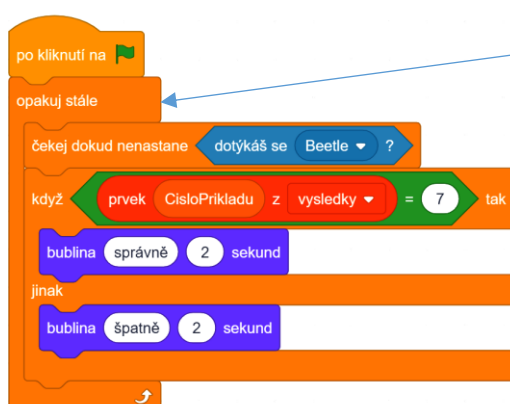 po kliknutí na
opakuj stále
čekej dokud nenastane dotýkáš se Beetle ?
když prvek CisloPrikladu z vysledky = 7 tak
bublina správně 2 sekund
jinak
bublina špatně 2 sekund